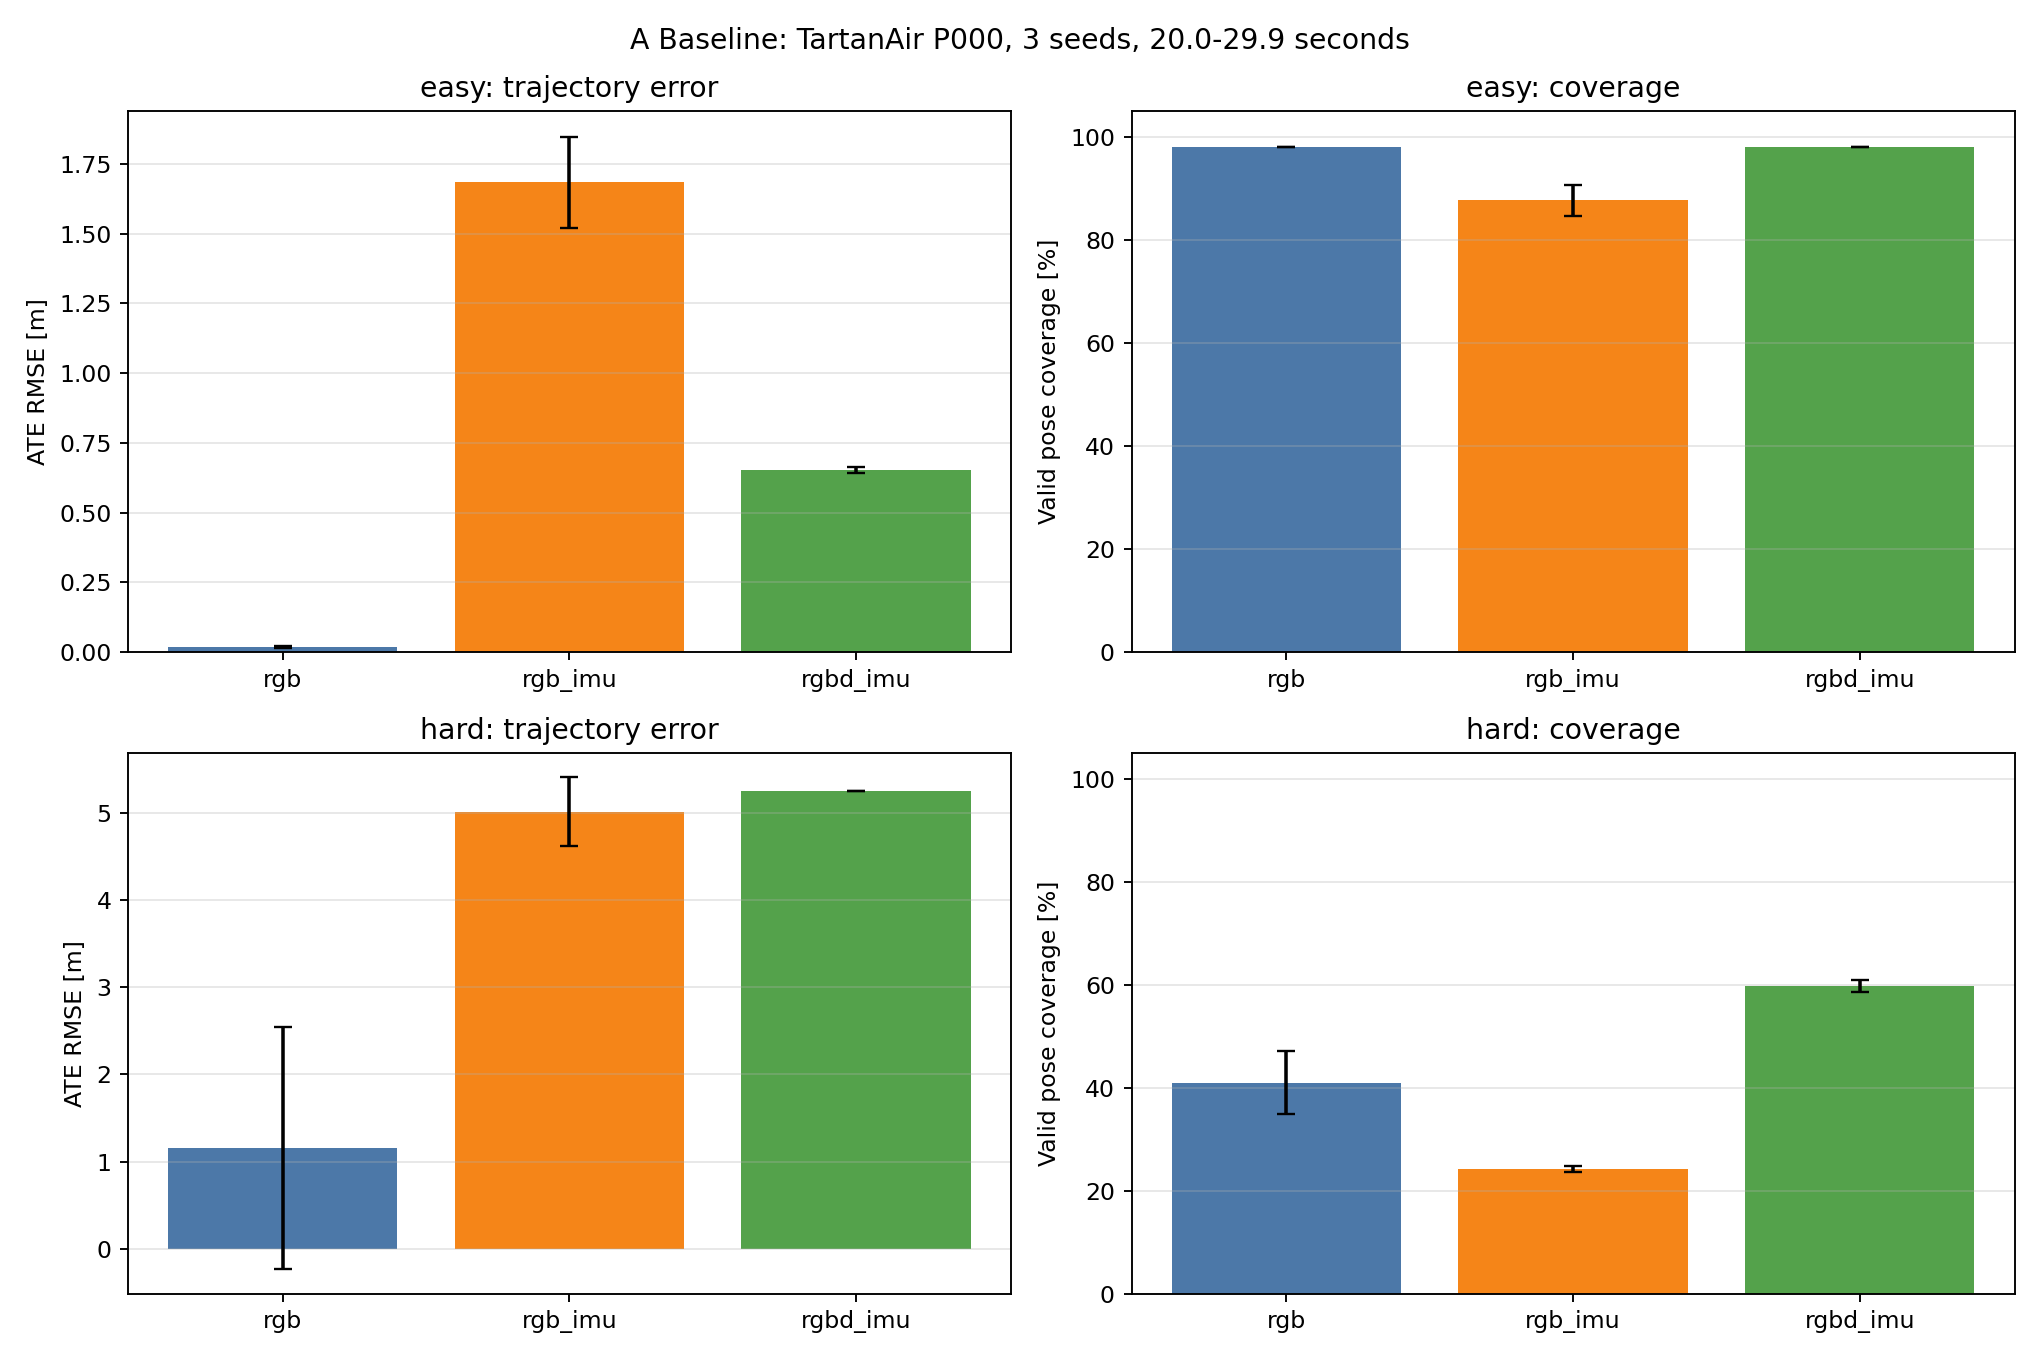 A Baseline: TartanAir P000, 3 seeds, 20.0-29.9 seconds
easy: trajectory error
ATE RMSE [m]
1.75
1.50
1.25
1.00
0.75
0.50
0.25
0.00
rgb
rgb_imu
rgbd_imu
easy: coverage
Valid pose coverage [%]
100
80
60
40
20
0
rgb
rgb_imu
rgbd_imu
hard: trajectory error
ATE RMSE [m]
5
4
3
2
1
0
rgb
rgb_imu
rgbd_imu
hard: coverage
Valid pose coverage [%]
100
80
60
40
20
0
rgb
rgb_imu
rgbd_imu